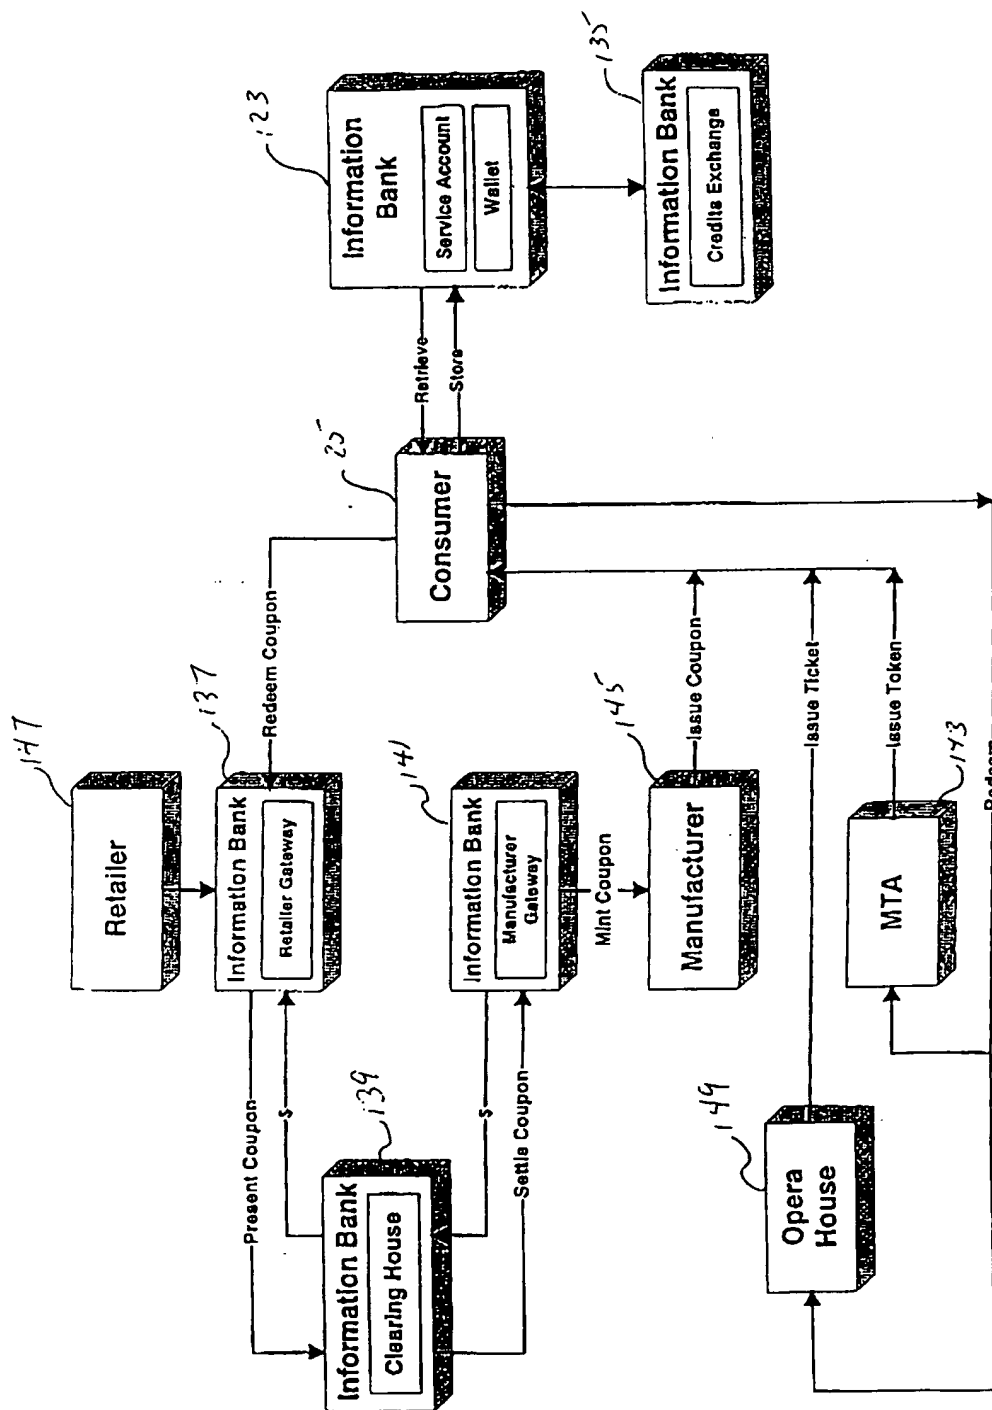 147
Retailer
137
Information Bank
Retailer Gateway
Redeem Coupon
Present Coupon
$
139
Information Bank
Clearing House
$
Settle Coupon
141
Information Bank
Manufacturer
Gateway
Mint Coupon
145
Manufacturer
Issue Coupon
25
Consumer
Retrieve
Store
123
Information
Bank
Service Account
Wallet
135
Information Bank
Credits Exchange
149
Opera
House
Issue Ticket
143
MTA
Issue Token
Redeem